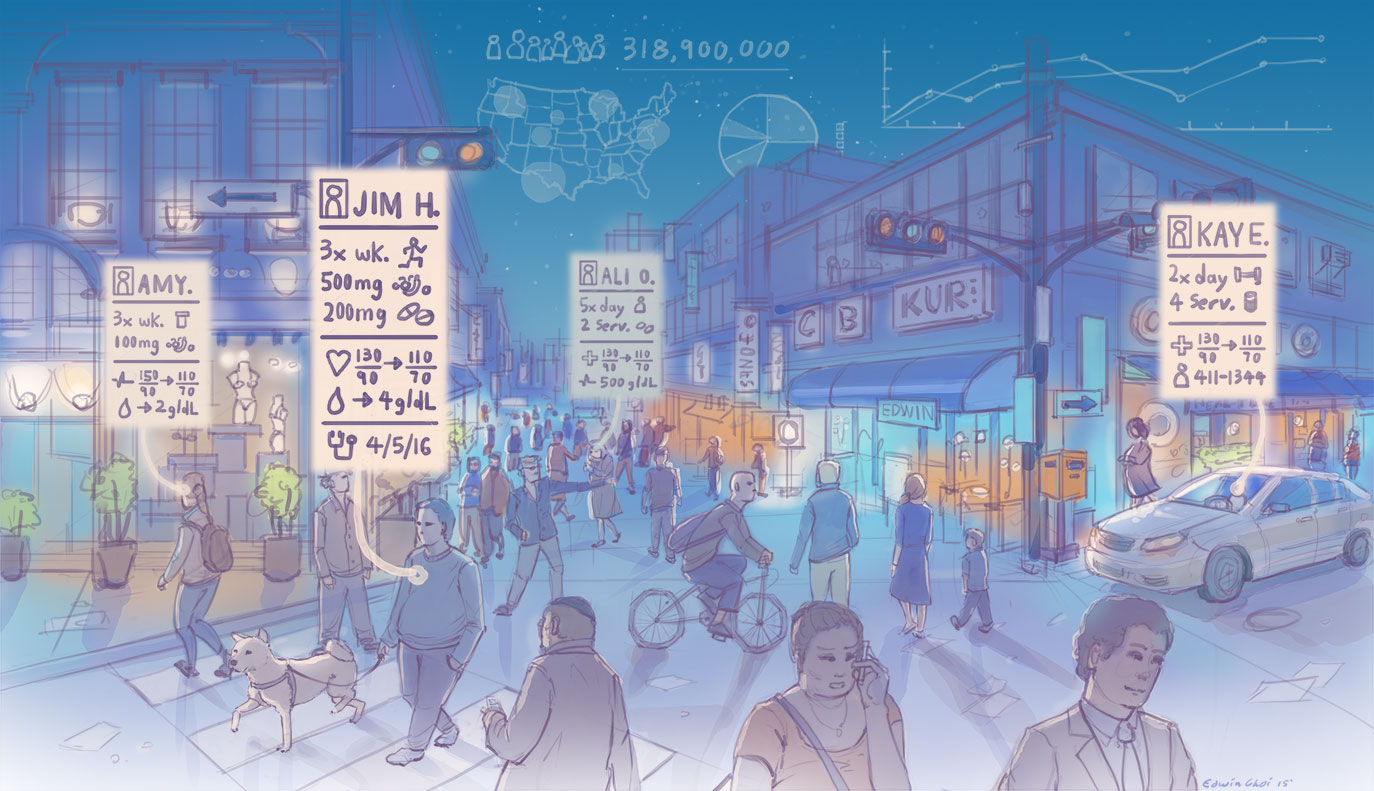 318,900,000
JIM H.
3x wk.
500mg
200mg
130/90 → 110/70
→ 4g/dL
4/5/16
AMY.
3x wk.
100mg
150/90 → 110/70
→ 2g/dL
ALI O.
5x day
2 Serv.
130/90 → 110/70
500g/dL
KAY E.
2x day
4 Serv.
130/90 → 110/70
411-1344
C B
KUR
EDWIN
Edwin Choi 15'